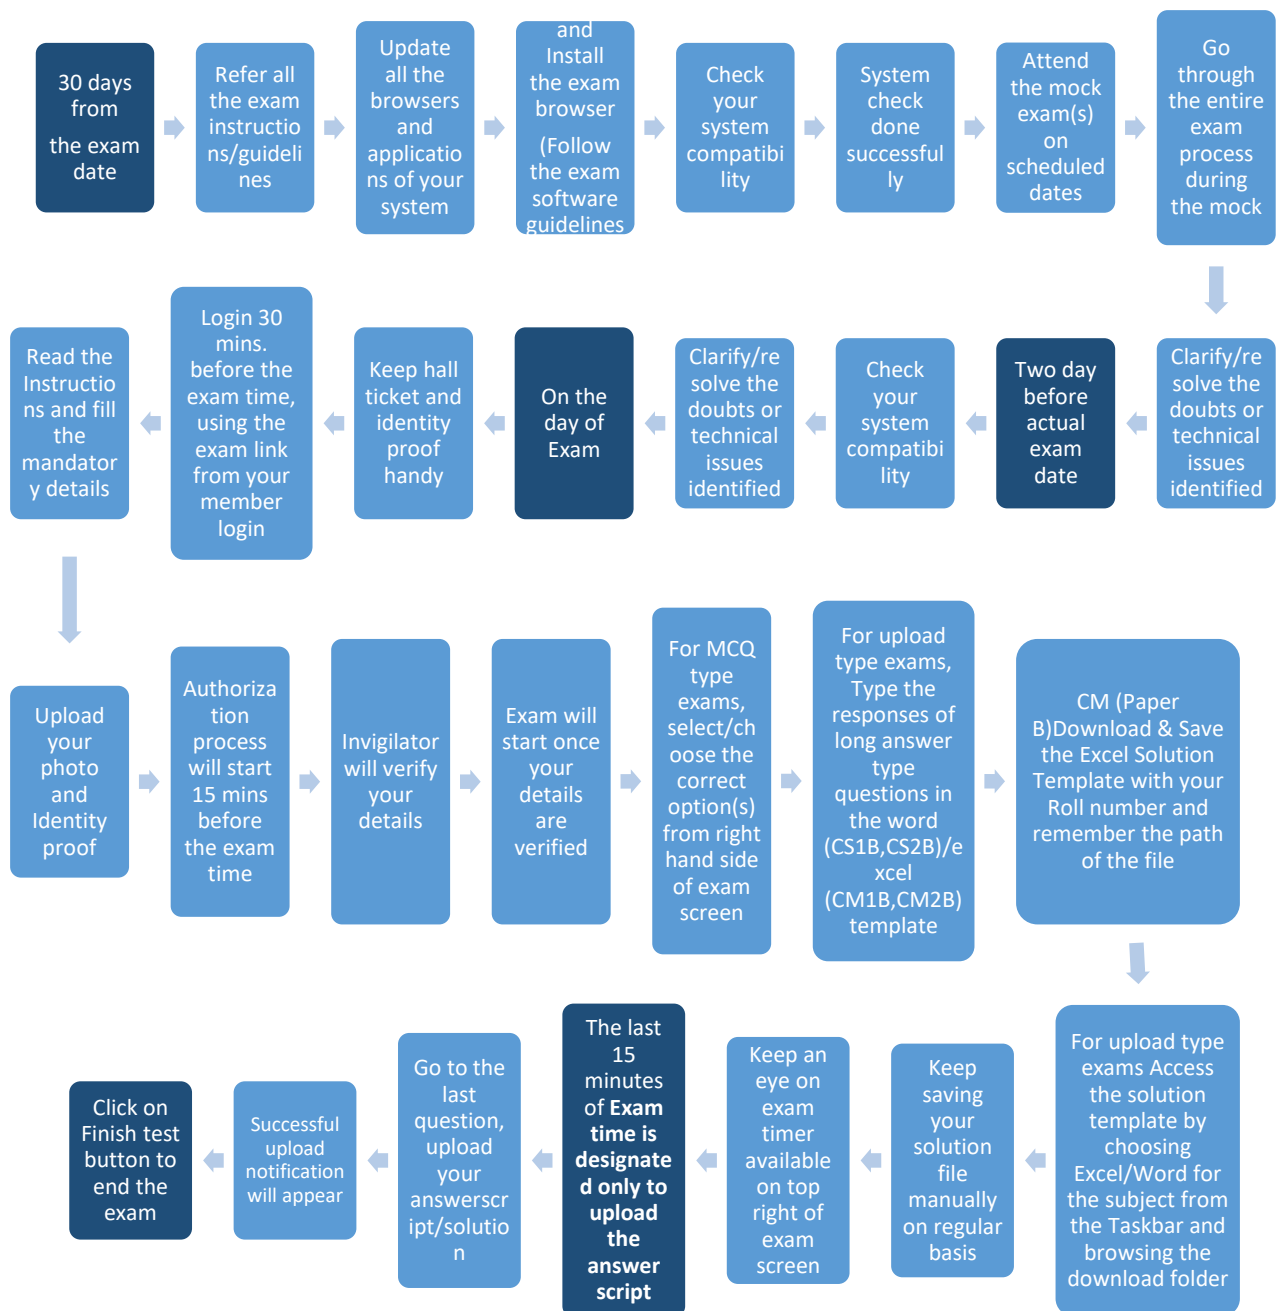 30 days
from
the exam
date
Refer all
the exam
instructio
ns/guideli
nes
Update
all the
browsers
and
applicatio
ns of your
system
and
Install
the exam
browser
(Follow
the exam
software
guidelines
Check
your
system
compatibi
lity
System
check
done
successful
ly
Attend
the mock
exam(s)
on
scheduled
dates
Go
through
the entire
exam
process
during
the mock
Clarify/re
solve the
doubts or
technical
issues
identified
Two day
before
actual
exam
date
Check
your
system
compatibi
lity
Clarify/re
solve the
doubts or
technical
issues
identified
On the
day of
Exam
Keep hall
ticket and
identity
proof
handy
Login 30
mins.
before the
exam time,
using the
exam link
from your
member
login
Read the
Instructio
ns and fill
the
mandator
y details
Upload
your
photo
and
Identity
proof
Authoriza
tion
process
will start
15 mins
before
the exam
time
Invigilator
will verify
your
details
Exam will
start once
your
details
are
verified
For MCQ
type
exams,
select/ch
oose the
correct
option(s)
from right
hand side
of exam
screen
For upload
type exams,
Type the
responses of
long answer
type
questions in
the word
(CS1B,CS2B)/e
xcel
(CM1B,CM2B)
template
CM (Paper
B)Download & Save
the Excel Solution
Template with your
Roll number and
remember the path
of the file
For upload type
exams Access
the solution
template by
choosing
Excel/Word for
the subject from
the Taskbar and
browsing the
download folder
Keep
saving your
solution
file
manually
on regular
basis
Keep an
eye on
exam
timer
available
on top
right of
exam
screen
The last
15
minutes
of Exam
time is
designate
d only to
upload
the
answer
script
Go to the
last
question,
upload
your
answerscr
ipt/solutio
n
Successful
upload
notification
will appear
Click on
Finish test
button to
end the
exam